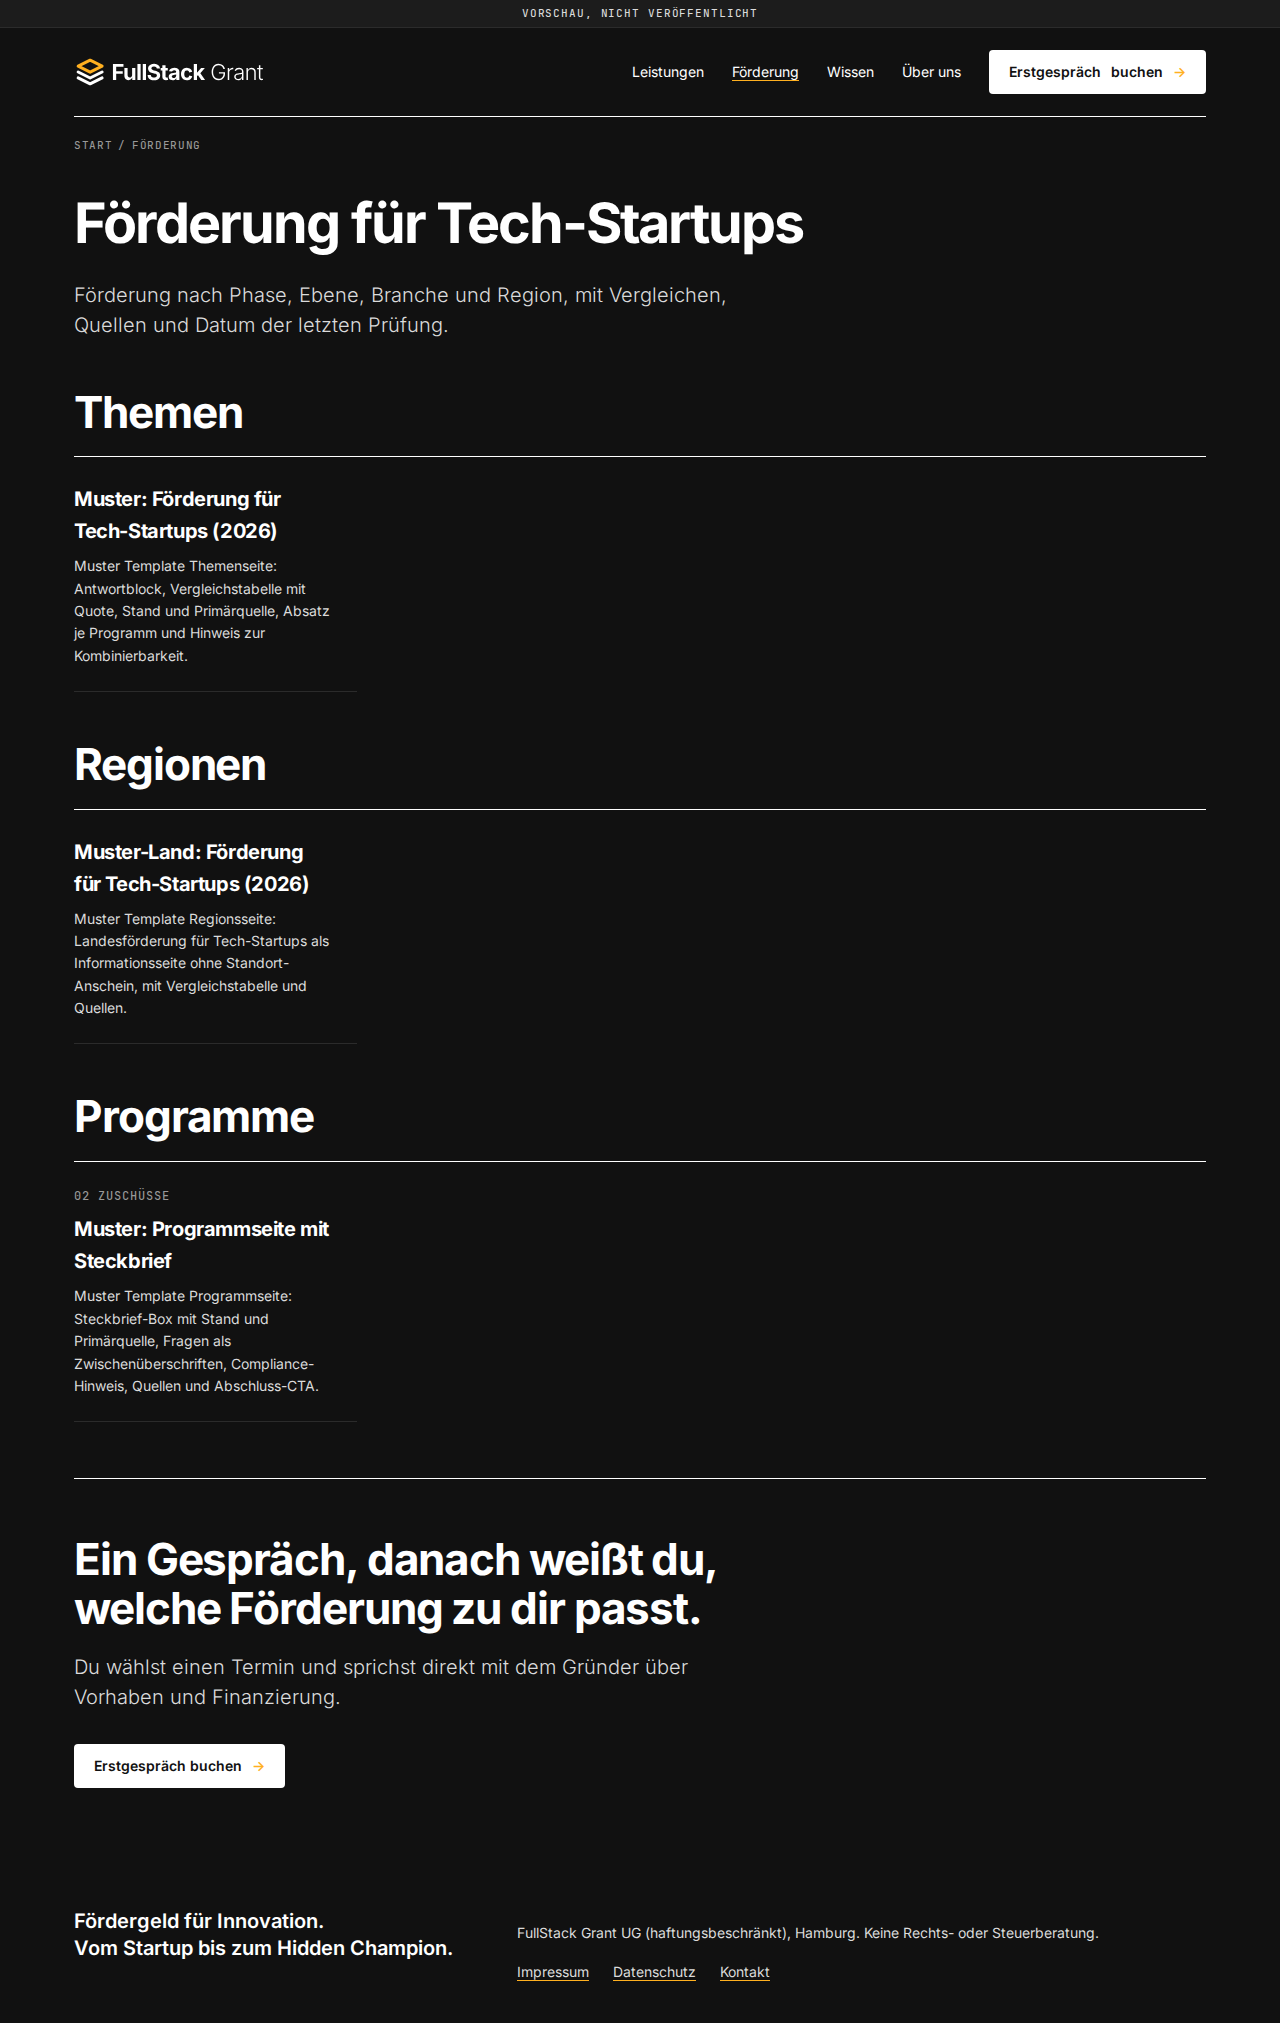 VORSCHAU, NICHT VERÖFFENTLICHT
FullStack Grant
Leistungen Förderung Wissen Über uns Erstgespräch buchen →
START / FÖRDERUNG
Förderung für Tech-Startups
Förderung nach Phase, Ebene, Branche und Region, mit Vergleichen,
Quellen und Datum der letzten Prüfung.
Themen
Muster: Förderung für
Tech-Startups (2026)
Muster Template Themenseite:
Antwortblock, Vergleichstabelle mit
Quote, Stand und Primärquelle, Absatz
je Programm und Hinweis zur
Kombinierbarkeit.
Regionen
Muster-Land: Förderung
für Tech-Startups (2026)
Muster Template Regionsseite:
Landesförderung für Tech-Startups als
Informationsseite ohne Standort-
Anschein, mit Vergleichstabelle und
Quellen.
Programme
02 ZUSCHÜSSE
Muster: Programmseite mit
Steckbrief
Muster Template Programmseite:
Steckbrief-Box mit Stand und
Primärquelle, Fragen als
Zwischenüberschriften, Compliance-
Hinweis, Quellen und Abschluss-CTA.
Ein Gespräch, danach weißt du,
welche Förderung zu dir passt.
Du wählst einen Termin und sprichst direkt mit dem Gründer über
Vorhaben und Finanzierung.
Erstgespräch buchen →
Fördergeld für Innovation.
Vom Startup bis zum Hidden Champion.
FullStack Grant UG (haftungsbeschränkt), Hamburg. Keine Rechts- oder Steuerberatung.
Impressum Datenschutz Kontakt